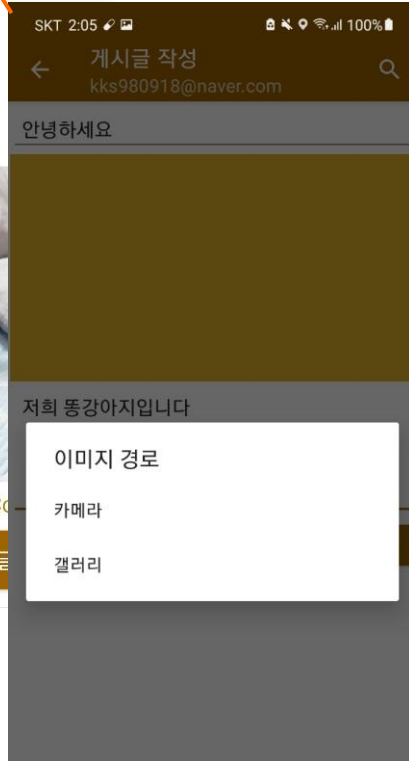 SKT 2:05 100%
게시글 작성
kks980918@naver.com
안녕하세요
저희 똥강아지입니다
이미지 경로
카메라
갤러리